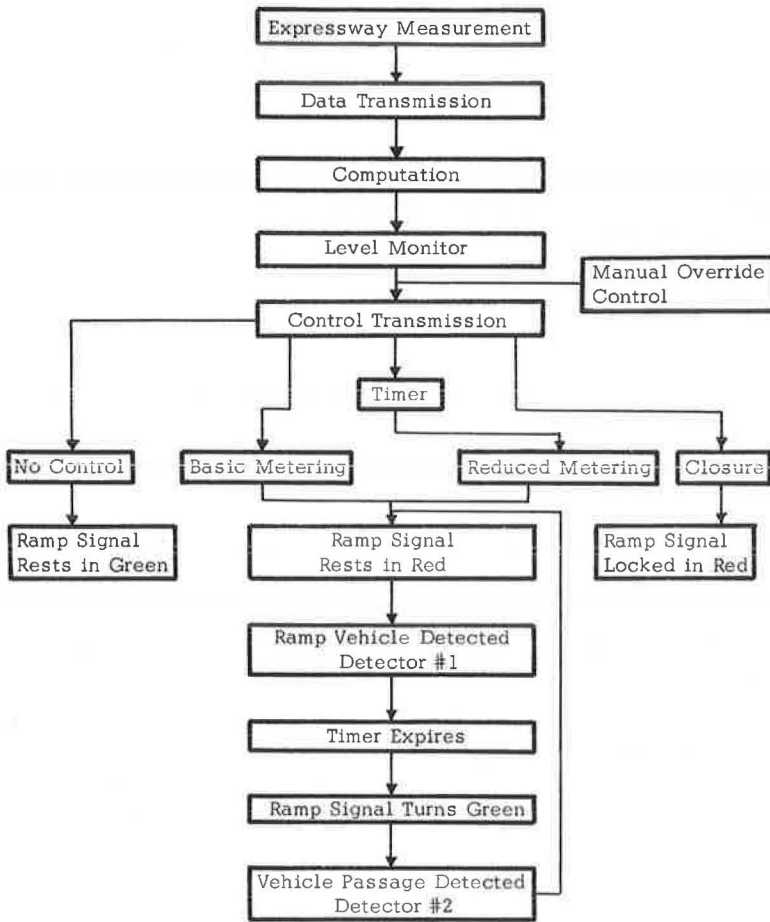 Expressway Measurement
Data Transmission
Computation
Level Monitor
Manual Override
Control
Control Transmission
Timer
No Control
Basic Metering
Reduced Metering
Closure
Ramp Signal
Rests in Green
Ramp Signal
Rests in Red
Ramp Signal
Locked in Red
Ramp Vehicle Detected
Detector #1
Timer Expires
Ramp Signal Turns Green
Vehicle Passage Detected
Detector #2